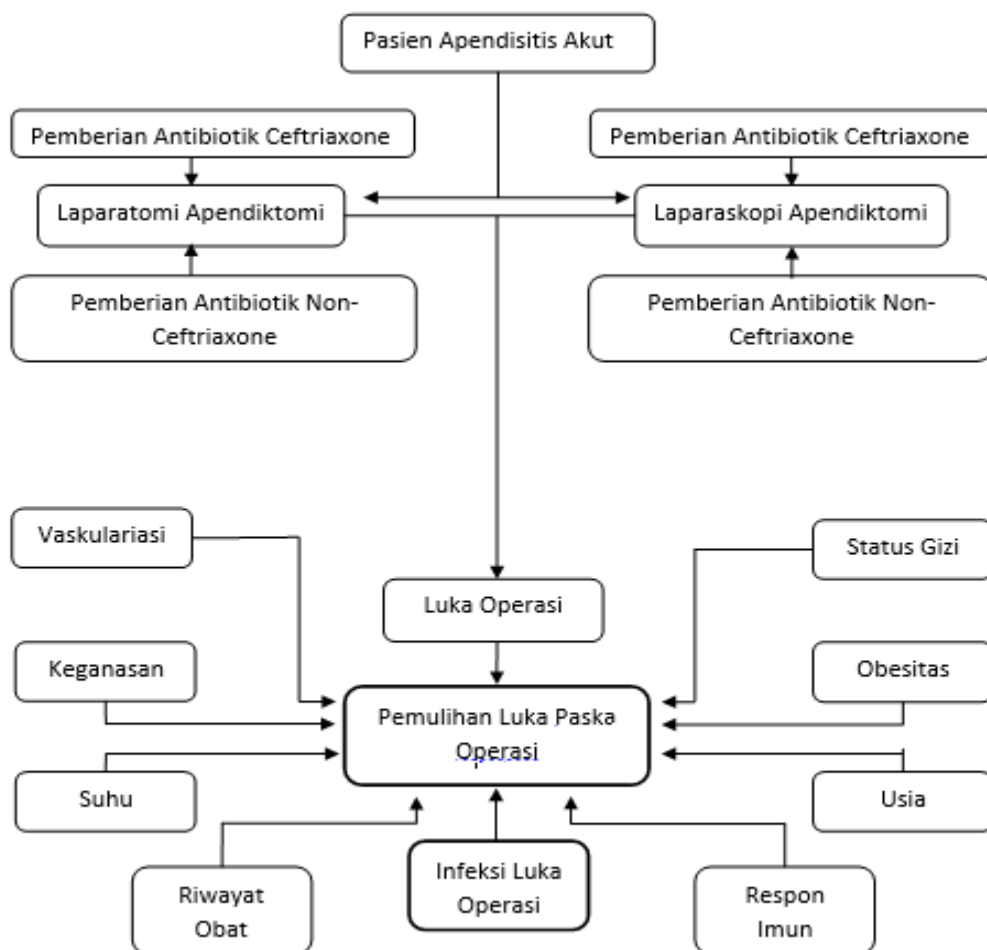 Pasien Apendisitis Akut
Pemberian Antibiotik Ceftriaxone
Pemberian Antibiotik Ceftriaxone
Laparatomi Apendiktomi
Laparaskopi Apendiktomi
Pemberian Antibiotik Non-
Ceftriaxone
Pemberian Antibiotik Non-
Ceftriaxone
Vaskulariasi
Status Gizi
Luka Operasi
Keganasan
Obesitas
Pemulihan Luka Paska
Operasi
Suhu
Usia
Riwayat
Obat
Infeksi Luka
Operasi
Respon
Imun